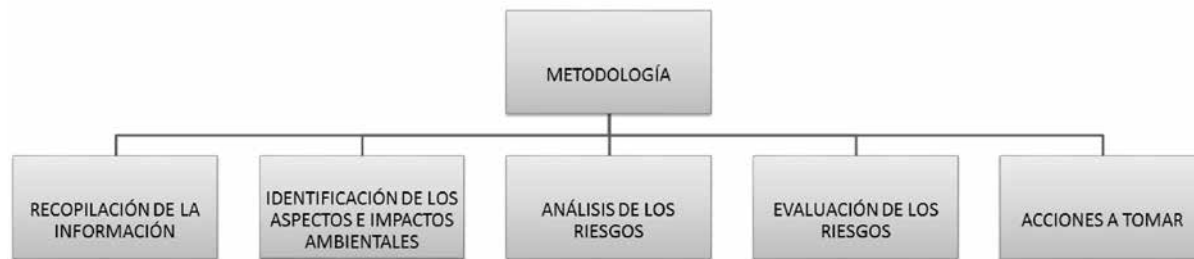 METODOLOGÍA
RECOPILACIÓN DE LA
INFORMACIÓN
IDENTIFICACIÓN DE LOS
ASPECTOS E IMPACTOS
AMBIENTALES
ANÁLISIS DE LOS
RIESGOS
EVALUACIÓN DE LOS
RIESGOS
ACCIONES A TOMAR